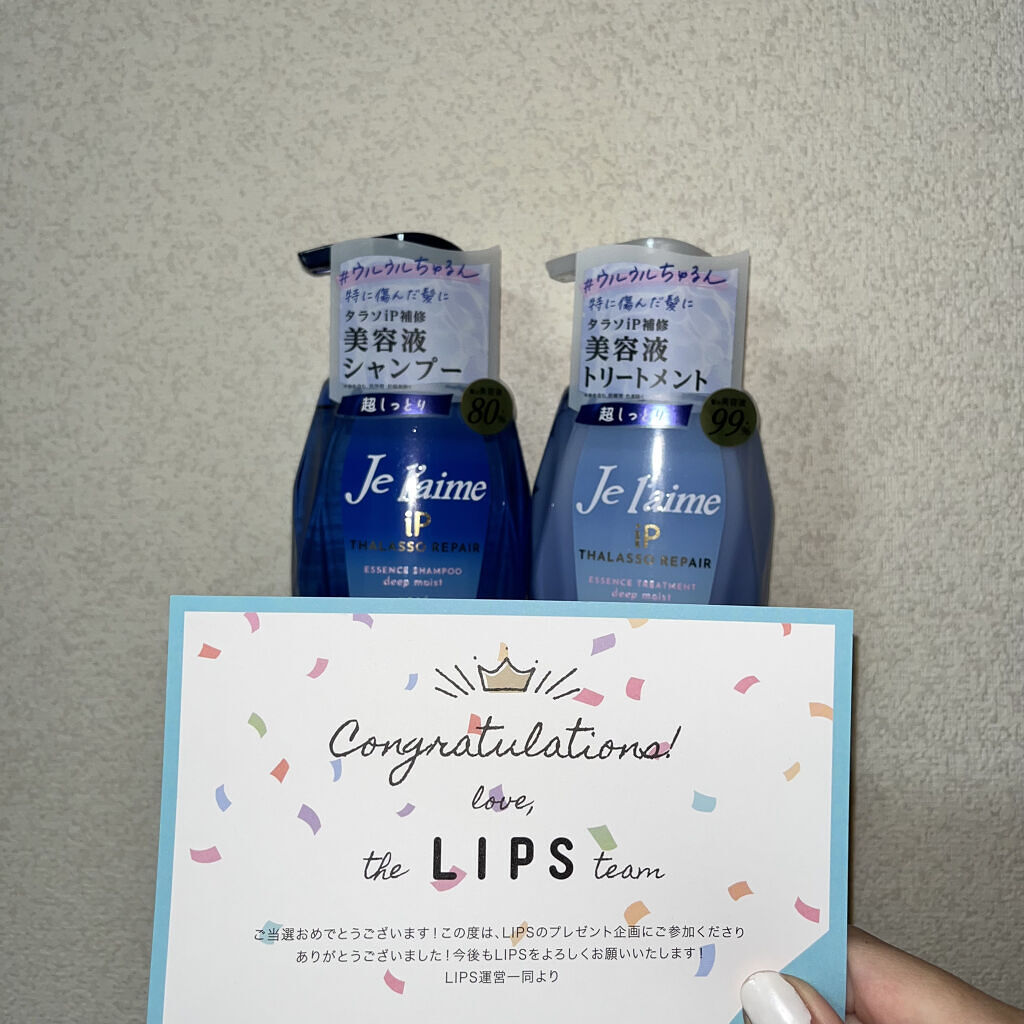 #ウルウルちゅるん
特に傷んだ髪に
タラソiP補修
美容液
シャンプー
超しっとり
80%
Je l'aime
iP
THALASSO REPAIR
ESSENCE SHAMPOO
deep moist
#ウルウルちゅるん
特に傷んだ髪に
タラソiP補修
美容液
トリートメント
超しっとり
99%
Je l'aime
iP
THALASSO REPAIR
ESSENCE TREATMENT
deep moist
Congratulations!
love,
the LIPS team
ご当選おめでとうございます！この度は、LIPSのプレゼント企画にご参加くださり
ありがとうございました！今後もLIPSをよろしくお願いいたします！
LIPS運営一同より